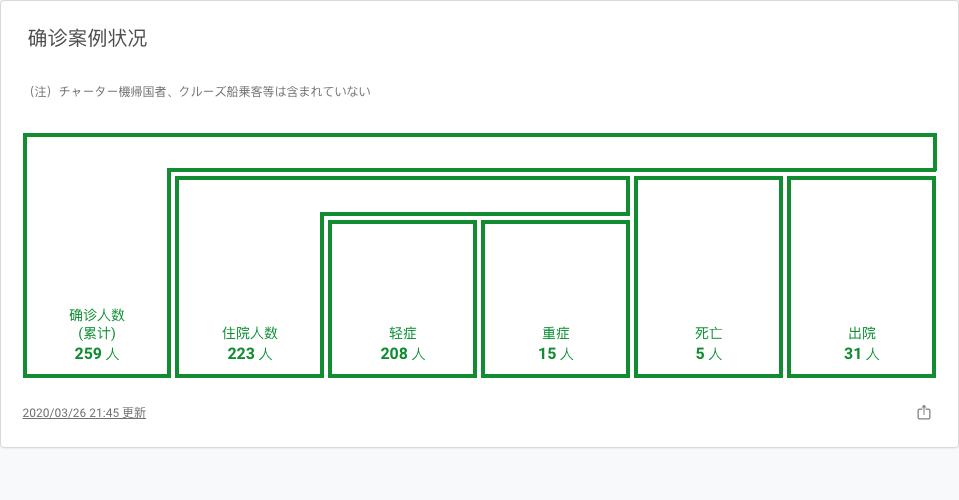 确诊案例状况
（注）チャーター機帰国者、クルーズ船乗客等は含まれていない
确诊人数
(累计)
259 人
住院人数
223 人
轻症
208 人
重症
15 人
死亡
5 人
出院
31 人
2020/03/26 21:45 更新